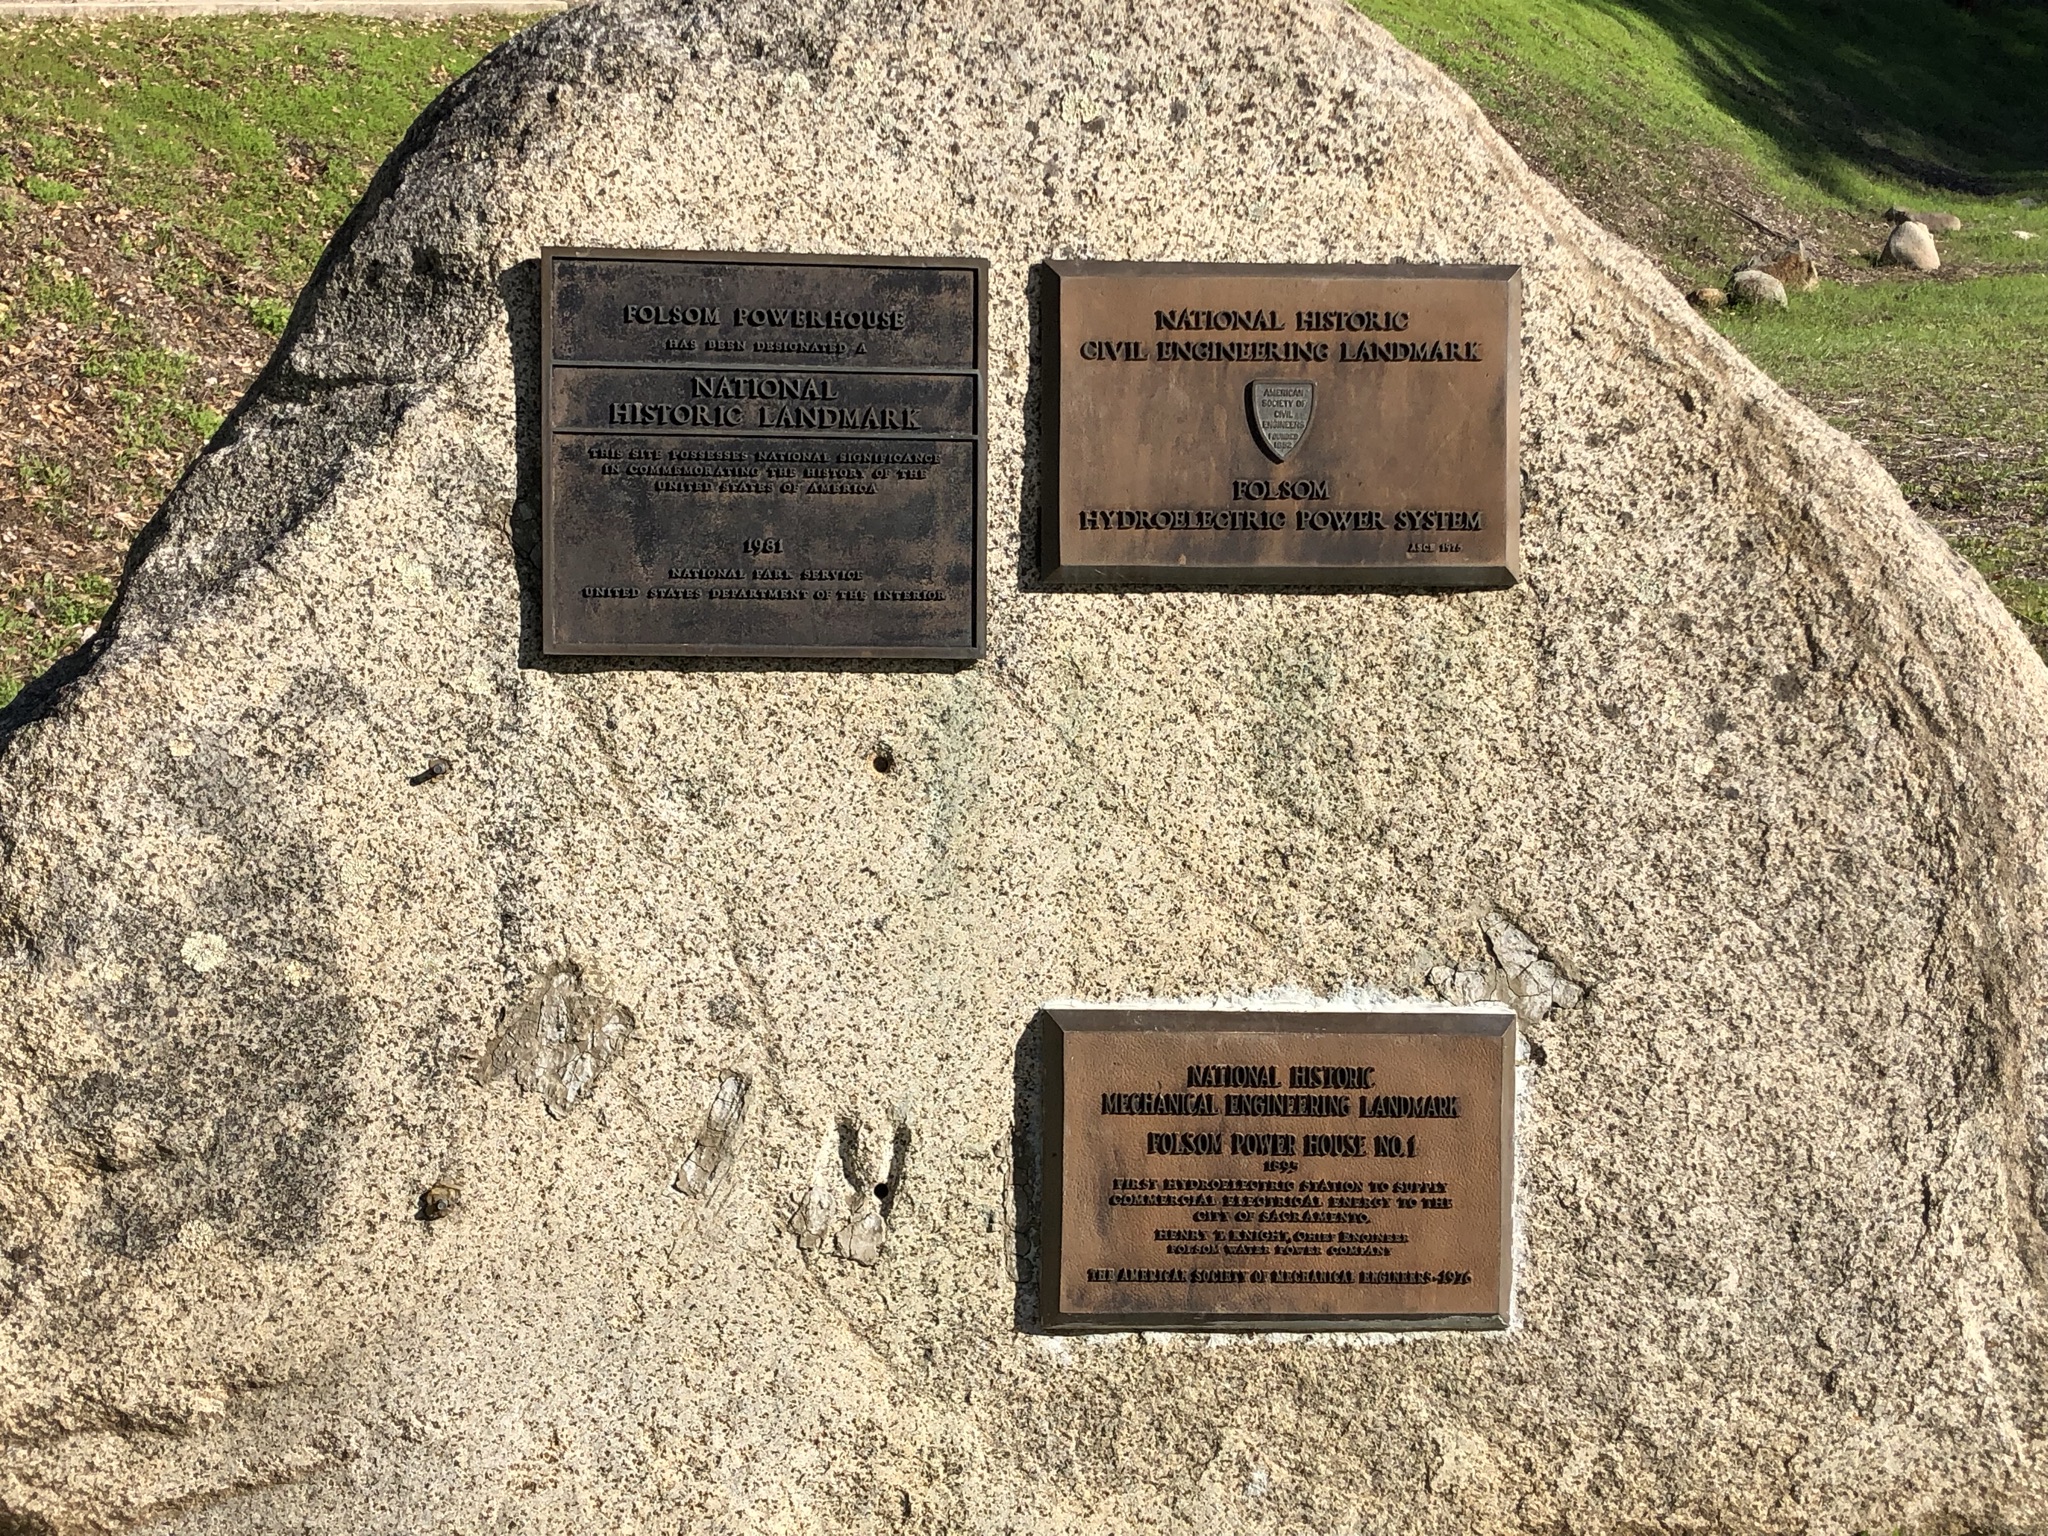 FOLSOM POWERHOUSE
HAS BEEN DESIGNATED A
NATIONAL
HISTORIC LANDMARK
THIS SITE POSSESSES NATIONAL SIGNIFICANCE
IN COMMEMORATING THE HISTORY OF THE
UNITED STATES OF AMERICA
1981
NATIONAL PARK SERVICE
UNITED STATES DEPARTMENT OF THE INTERIOR
NATIONAL HISTORIC
CIVIL ENGINEERING LANDMARK
AMERICAN
SOCIETY OF
CIVIL
ENGINEERS
FOUNDED
1852
FOLSOM
HYDROELECTRIC POWER SYSTEM
ASCE 1975
NATIONAL HISTORIC
MECHANICAL ENGINEERING LANDMARK
FOLSOM POWER HOUSE NO. 1
1895
FIRST HYDROELECTRIC STATION TO SUPPLY
COMMERCIAL ELECTRICAL ENERGY TO THE
CITY OF SACRAMENTO.
HENRY T. KNIGHT, CHIEF ENGINEER
FOLSOM WATER POWER COMPANY
THE AMERICAN SOCIETY OF MECHANICAL ENGINEERS-1976